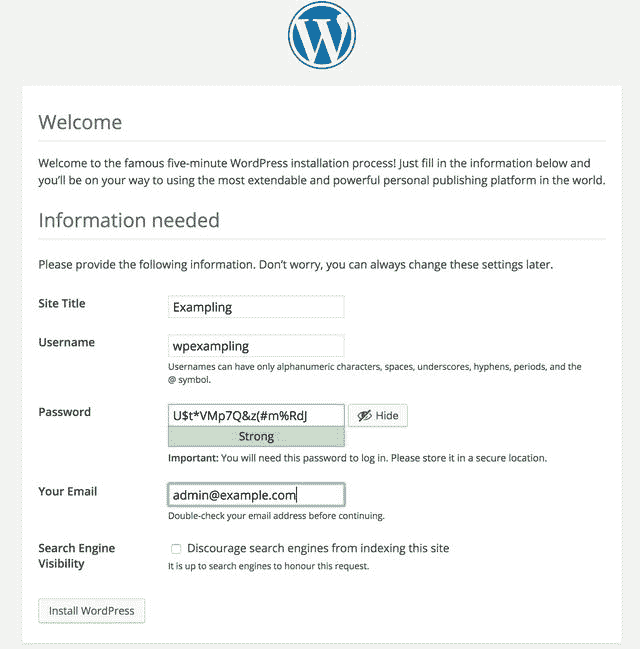 Welcome
Welcome to the famous five-minute WordPress installation process! Just fill in the information below and
you'll be on your way to using the most extendable and powerful personal publishing platform in the world.
Information needed
Please provide the following information. Don't worry, you can always change these settings later.
Site Title
Exampling
Username
wpexampling
Usernames can have only alphanumeric characters, spaces, underscores, hyphens, periods, and the
@ symbol.
Password
U$t*VMp7Q&z(#m%RdJ
Hide
Strong
Important: You will need this password to log in. Please store it in a secure location.
Your Email
admin@example.com
Double-check your email address before continuing.
Search Engine
Visibility
Discourage search engines from indexing this site
It is up to search engines to honour this request.
Install WordPress